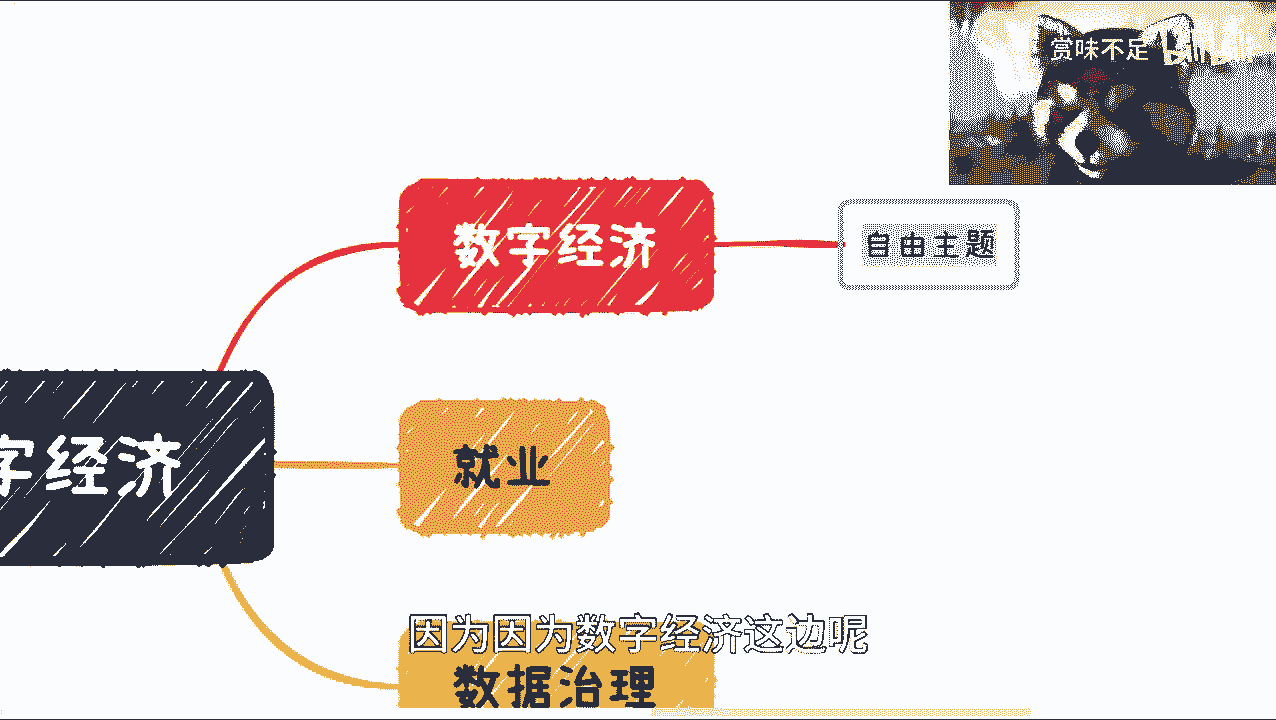 赏味不足
数字经济
自由主题
字经济
就业
因为因为数字经济这边呢
数据治理